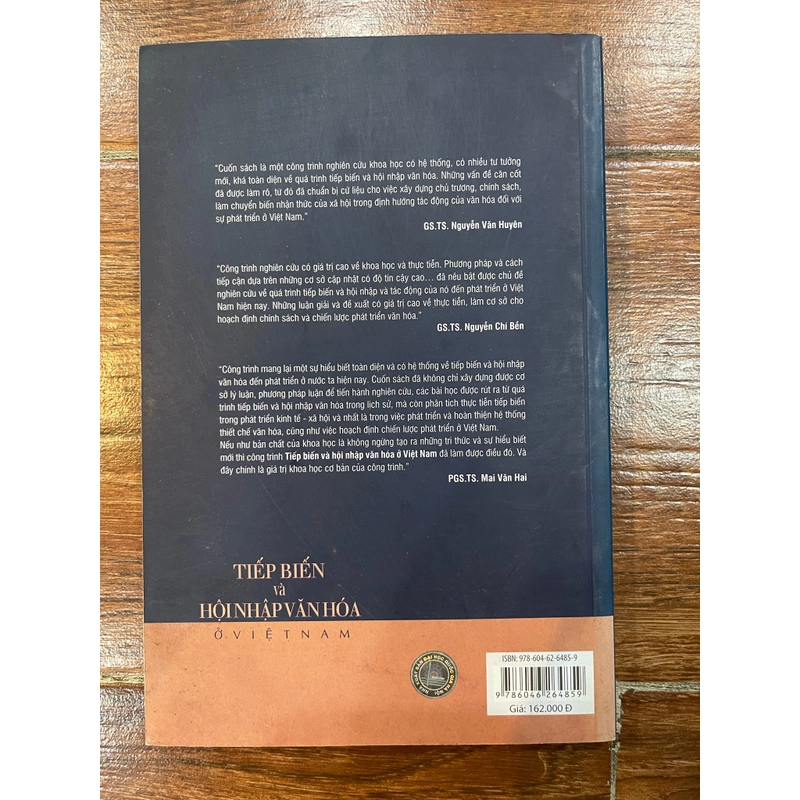 “Cuốn sách là một công trình nghiên cứu khoa học có hệ thống, có nhiều tư tưởng
mới, khá toàn diện về quá trình tiếp biến và hội nhập văn hóa. Những vấn đề căn cốt
đã được làm rõ, từ đó đã chuẩn bị cứ liệu cho việc xây dựng chủ trương, chính sách,
làm chuyển biến nhận thức của xã hội trong định hướng tác động của văn hóa đối với
sự phát triển ở Việt Nam.”
GS.TS. Nguyễn Văn Huyên
“Công trình nghiên cứu có giá trị cao về khoa học và thực tiễn. Phương pháp và cách
tiếp cận dựa trên những cơ sở cập nhật có độ tin cậy cao... đã nêu bật được chủ đề
nghiên cứu về quá trình tiếp biến và hội nhập và tác động của nó đến phát triển ở Việt
Nam hiện nay. Những luận giải và đề xuất có giá trị cao về thực tiễn, làm cơ sở cho
hoạch định chính sách và chiến lược phát triển văn hóa.”
GS.TS. Nguyễn Chí Bền
“Công trình mang lại một sự hiểu biết toàn diện và có hệ thống về tiếp biến và hội nhập
văn hóa đến phát triển ở nước ta hiện nay. Cuốn sách đã không chỉ xây dựng được cơ
sở lý luận, phương pháp luận để tiến hành nghiên cứu, các bài học được rút ra từ quá
trình tiếp biến và hội nhập văn hóa trong lịch sử, mà còn phân tích thực tiễn tiếp biến
trong phát triển kinh tế - xã hội và nhất là trong việc phát triển và hoàn thiện hệ thống
thiết chế văn hóa, cũng như việc hoạch định chiến lược phát triển ở Việt Nam.
Nếu như bản chất của khoa học là không ngừng tạo ra những tri thức và sự hiểu biết
mới thì công trình Tiếp biến và hội nhập văn hóa ở Việt Nam đã làm được điều đó. Và
đây chính là giá trị khoa học cơ bản của công trình.”
PGS.TS. Mai Văn Hai
TIẾP BIẾN
và
HỘI NHẬP VĂN HÓA
Ở VIỆT NAM
NHÀ XUẤT BẢN ĐẠI HỌC QUỐC GIA HÀ NỘI
ISBN: 978-604-62-6485-9
9 786046 264859
Giá: 162.000 Đ